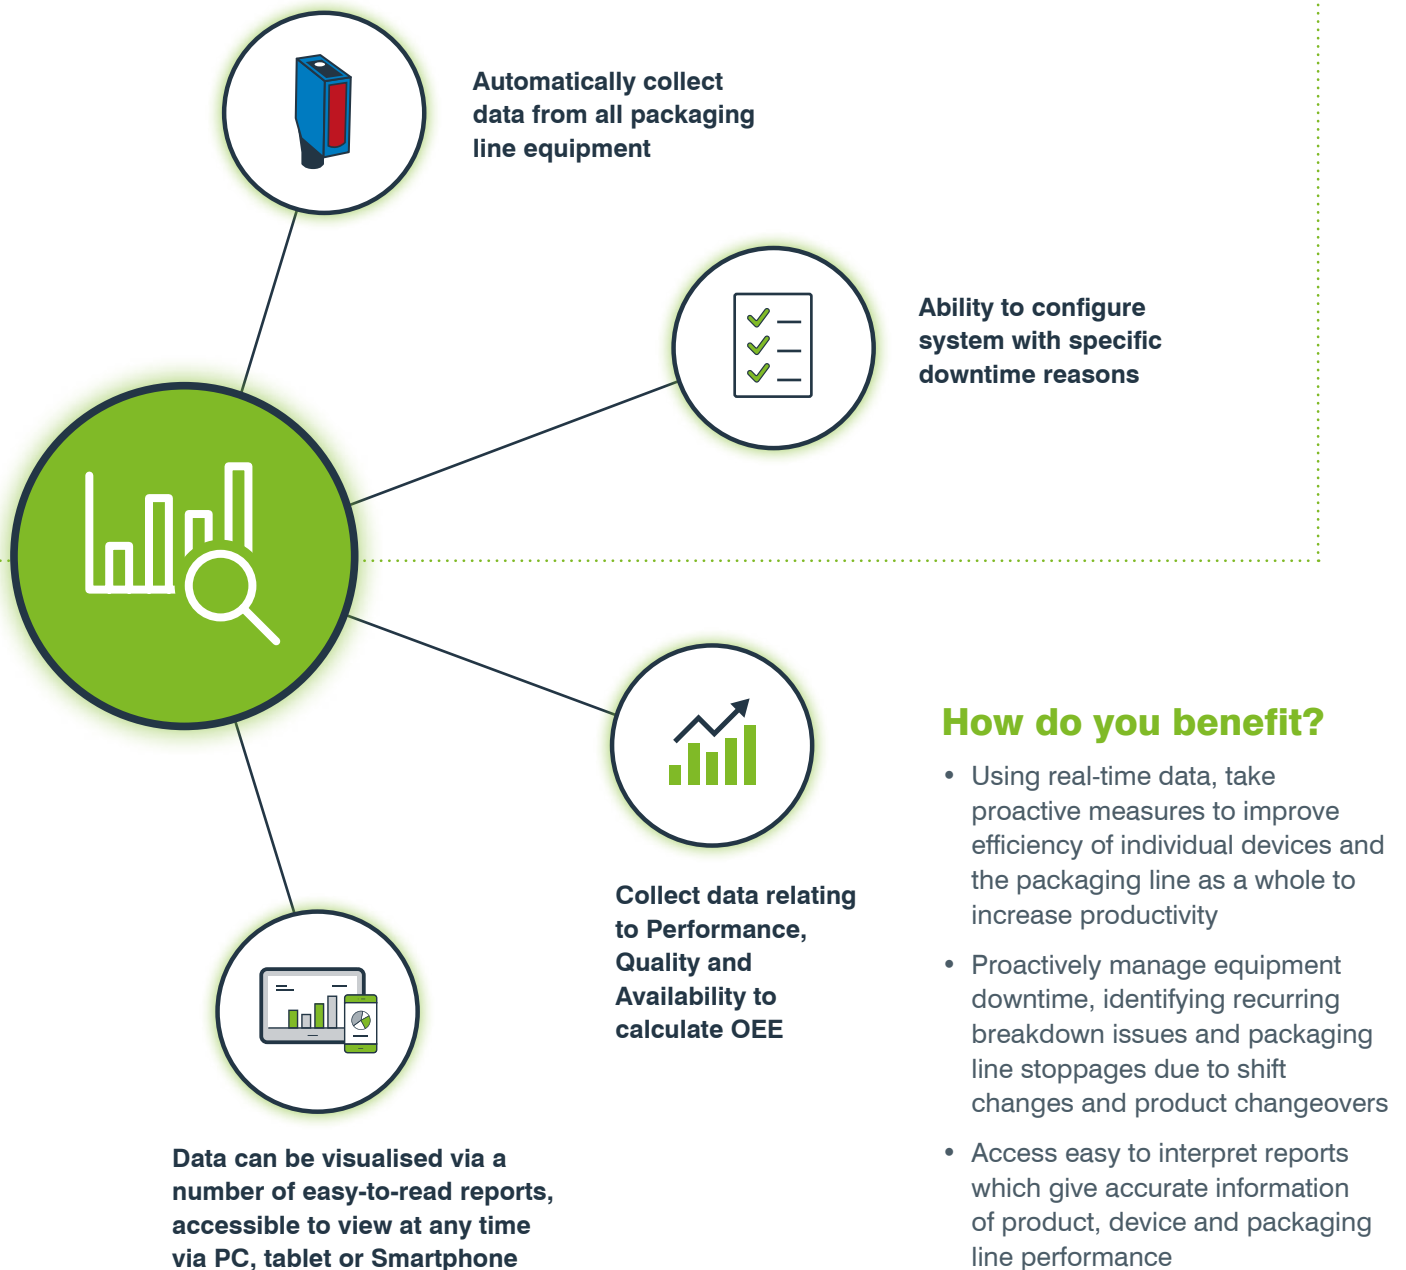 Automatically collect
data from all packaging
line equipment
Ability to configure
system with specific
downtime reasons
Collect data relating
to Performance,
Quality and
Availability to
calculate OEE
Data can be visualised via a
number of easy-to-read reports,
accessible to view at any time
via PC, tablet or Smartphone
How do you benefit?
• Using real-time data, take
proactive measures to improve
efficiency of individual devices and
the packaging line as a whole to
increase productivity
• Proactively manage equipment
downtime, identifying recurring
breakdown issues and packaging
line stoppages due to shift
changes and product changeovers
• Access easy to interpret reports
which give accurate information
of product, device and packaging
line performance